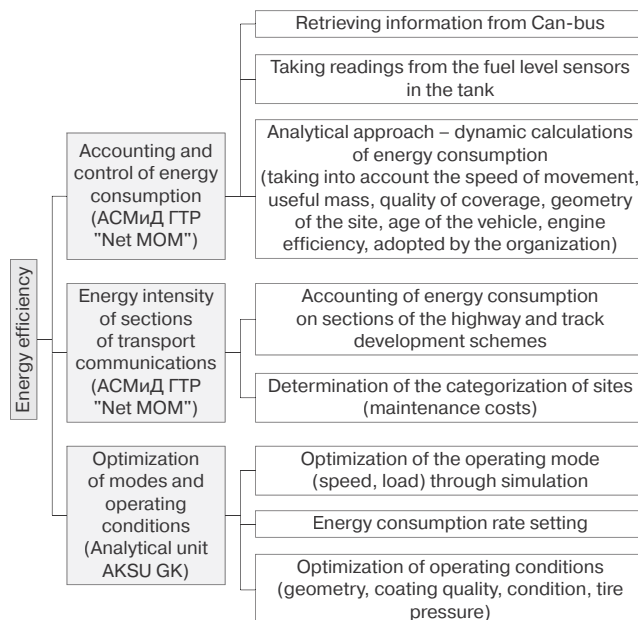 Energy efficiency
Accounting and
control of energy
consumption
(АСМиД ГТР
"Net MOM")
Retrieving information from Can-bus
Taking readings from the fuel level sensors
in the tank
Analytical approach – dynamic calculations
of energy consumption
(taking into account the speed of movement,
useful mass, quality of coverage, geometry
of the site, age of the vehicle, engine
efficiency, adopted by the organization)
Energy intensity
of sections
of transport
communications
(АСМиД ГТР
"Net MOM")
Accounting of energy consumption
on sections of the highway and track
development schemes
Determination of the categorization of sites
(maintenance costs)
Optimization
of modes and
operating
conditions
(Analytical unit
AKSU GK)
Optimization of the operating mode
(speed, load) through simulation
Energy consumption rate setting
Optimization of operating conditions
(geometry, coating quality, condition, tire
pressure)